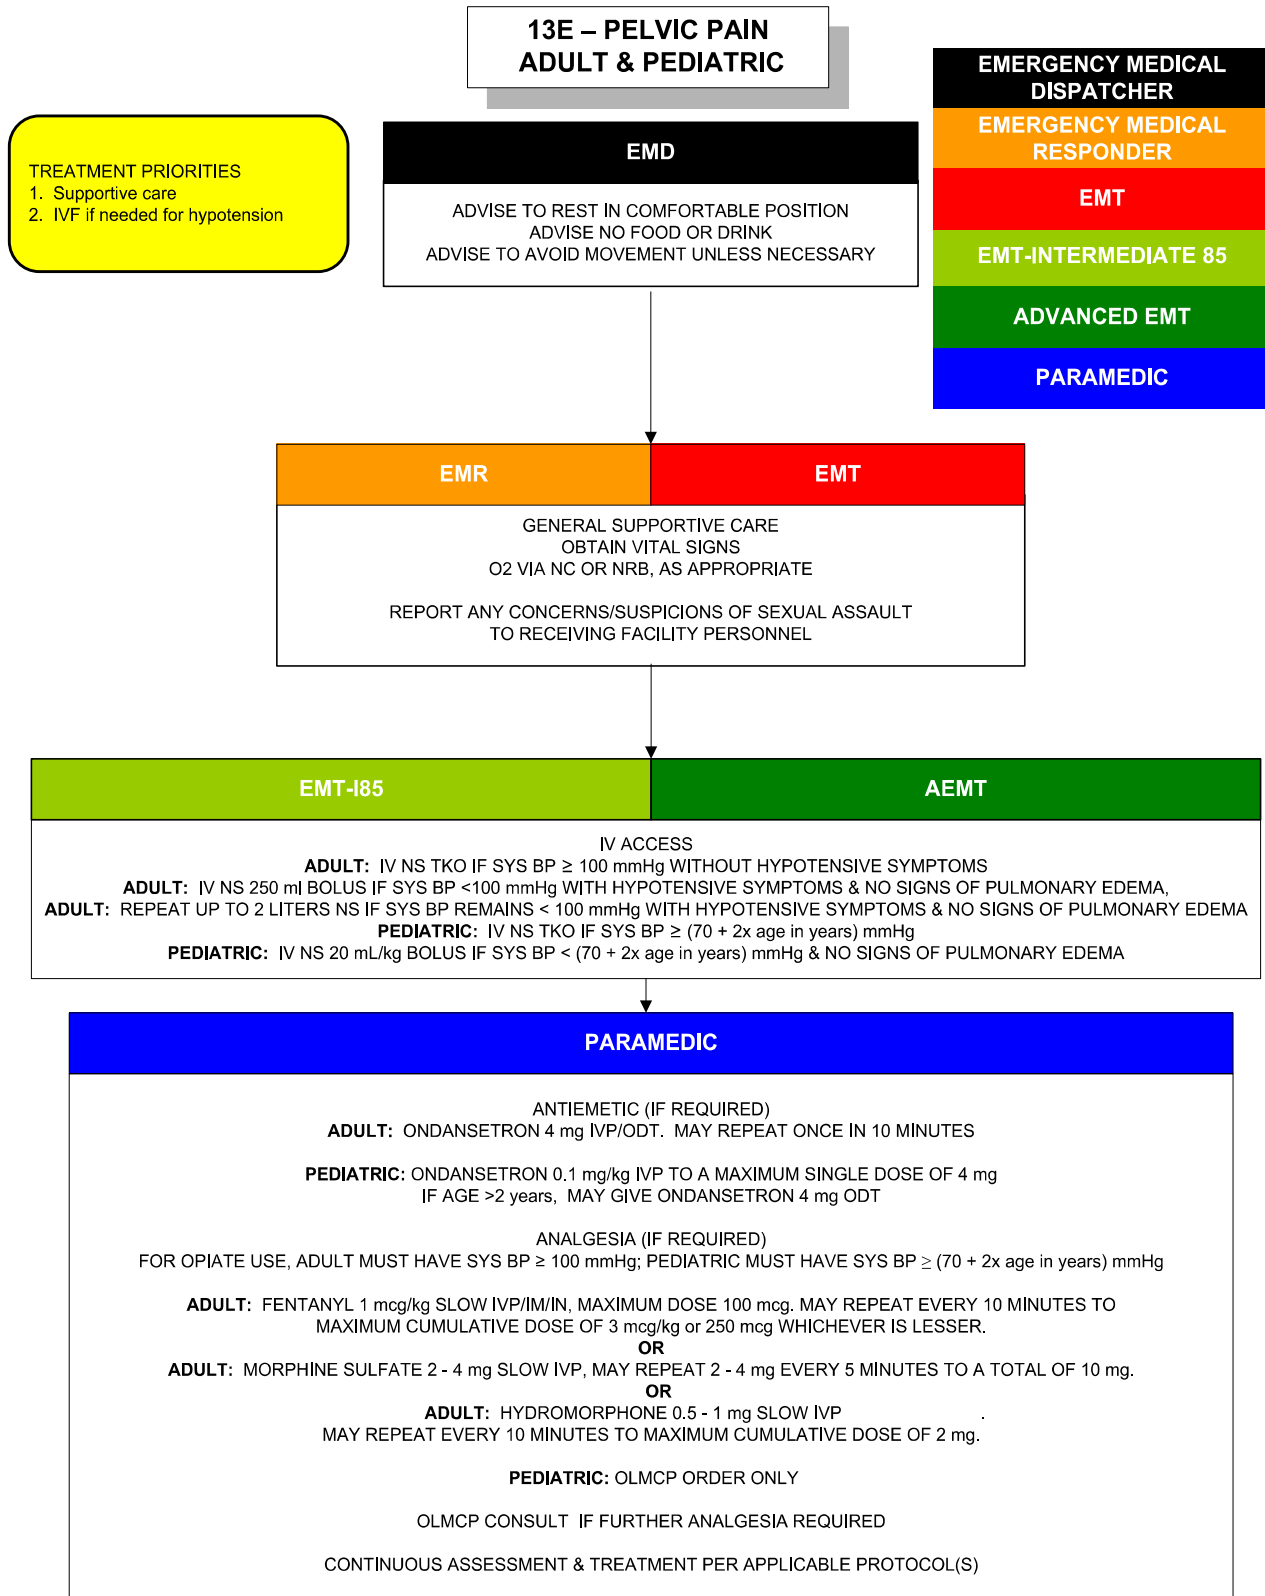 13E – PELVIC PAIN
ADULT & PEDIATRIC
EMERGENCY MEDICAL
DISPATCHER
EMERGENCY MEDICAL
RESPONDER
EMT
EMT-INTERMEDIATE 85
ADVANCED EMT
PARAMEDIC
TREATMENT PRIORITIES
1. Supportive care
2. IVF if needed for hypotension
EMD
ADVISE TO REST IN COMFORTABLE POSITION
ADVISE NO FOOD OR DRINK
ADVISE TO AVOID MOVEMENT UNLESS NECESSARY
EMR
EMT
GENERAL SUPPORTIVE CARE
OBTAIN VITAL SIGNS
O2 VIA NC OR NRB, AS APPROPRIATE
REPORT ANY CONCERNS/SUSPICIONS OF SEXUAL ASSAULT
TO RECEIVING FACILITY PERSONNEL
EMT-I85
AEMT
IV ACCESS
ADULT: IV NS TKO IF SYS BP ≥ 100 mmHg WITHOUT HYPOTENSIVE SYMPTOMS
ADULT: IV NS 250 ml BOLUS IF SYS BP <100 mmHg WITH HYPOTENSIVE SYMPTOMS & NO SIGNS OF PULMONARY EDEMA,
ADULT: REPEAT UP TO 2 LITERS NS IF SYS BP REMAINS < 100 mmHg WITH HYPOTENSIVE SYMPTOMS & NO SIGNS OF PULMONARY EDEMA
PEDIATRIC: IV NS TKO IF SYS BP ≥ (70 + 2x age in years) mmHg
PEDIATRIC: IV NS 20 mL/kg BOLUS IF SYS BP < (70 + 2x age in years) mmHg & NO SIGNS OF PULMONARY EDEMA
PARAMEDIC
ANTIEMETIC (IF REQUIRED)
ADULT: ONDANSETRON 4 mg IVP/ODT. MAY REPEAT ONCE IN 10 MINUTES
PEDIATRIC: ONDANSETRON 0.1 mg/kg IVP TO A MAXIMUM SINGLE DOSE OF 4 mg
IF AGE >2 years, MAY GIVE ONDANSETRON 4 mg ODT
ANALGESIA (IF REQUIRED)
FOR OPIATE USE, ADULT MUST HAVE SYS BP ≥ 100 mmHg; PEDIATRIC MUST HAVE SYS BP ≥ (70 + 2x age in years) mmHg
ADULT: FENTANYL 1 mcg/kg SLOW IVP/IM/IN, MAXIMUM DOSE 100 mcg. MAY REPEAT EVERY 10 MINUTES TO
MAXIMUM CUMULATIVE DOSE OF 3 mcg/kg or 250 mcg WHICHEVER IS LESSER.
OR
ADULT: MORPHINE SULFATE 2 - 4 mg SLOW IVP, MAY REPEAT 2 - 4 mg EVERY 5 MINUTES TO A TOTAL OF 10 mg.
OR
ADULT: HYDROMORPHONE 0.5 - 1 mg SLOW IVP .
MAY REPEAT EVERY 10 MINUTES TO MAXIMUM CUMULATIVE DOSE OF 2 mg.
PEDIATRIC: OLMCP ORDER ONLY
OLMCP CONSULT IF FURTHER ANALGESIA REQUIRED
CONTINUOUS ASSESSMENT & TREATMENT PER APPLICABLE PROTOCOL(S)